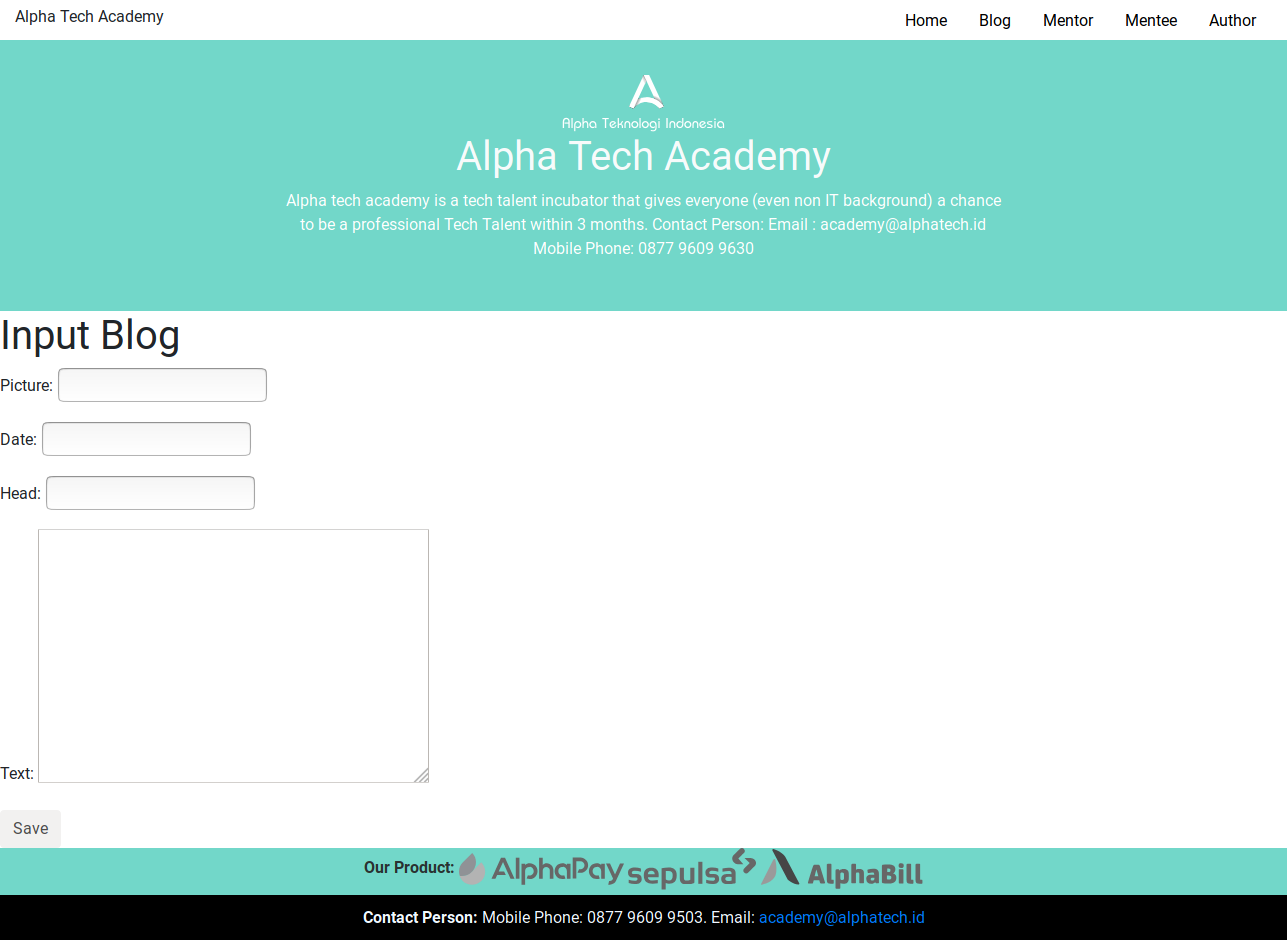 Alpha Tech Academy
Home Blog Mentor Mentee Author
Alpha Teknologi Indonesia
Alpha Tech Academy
Alpha tech academy is a tech talent incubator that gives everyone (even non IT background) a chance
to be a professional Tech Talent within 3 months. Contact Person: Email : academy@alphatech.id
Mobile Phone: 0877 9609 9630
Input Blog
Picture:
Date:
Head:
Text:
Save
Our Product: AlphaPay sepulsa AlphaBill
Contact Person: Mobile Phone: 0877 9609 9503. Email: academy@alphatech.id